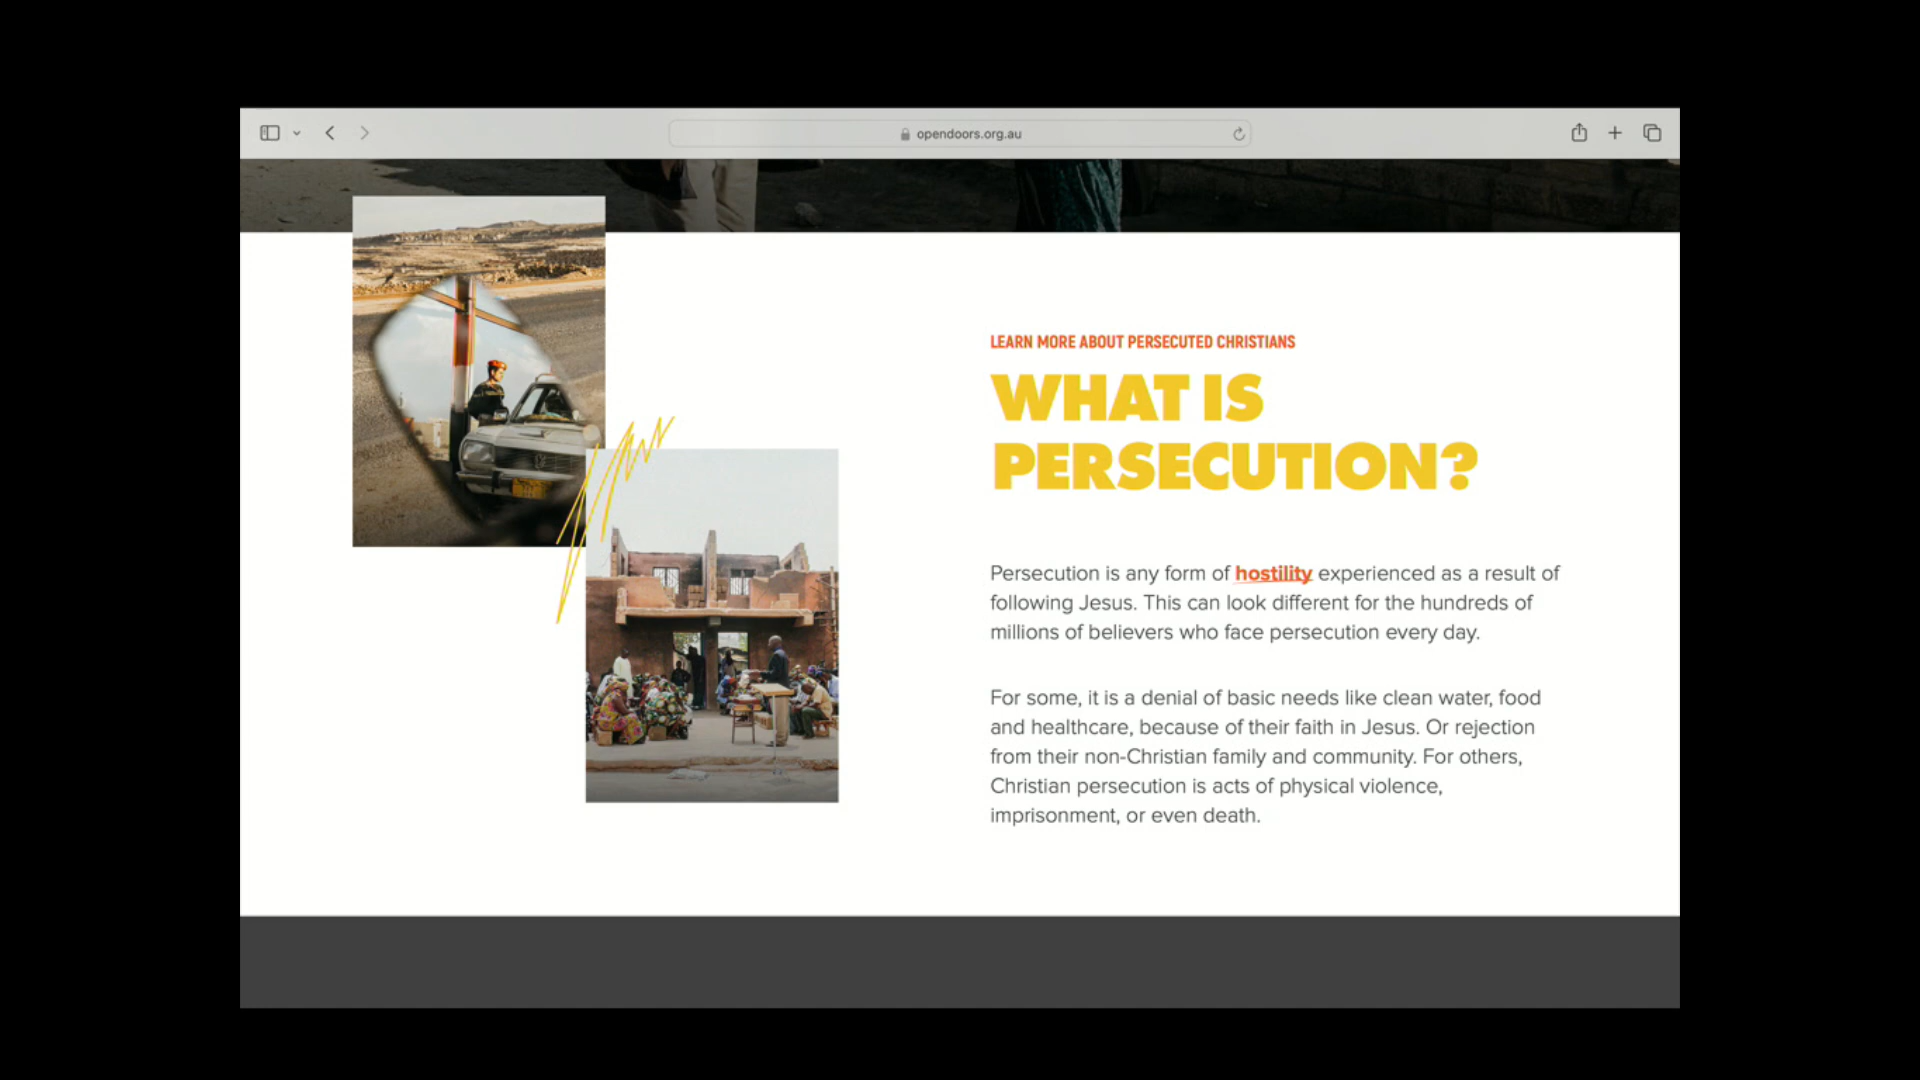 opendoors.org.au
LEARN MORE ABOUT PERSECUTED CHRISTIANS
WHAT IS
PERSECUTION?
Persecution is any form of hostility experienced as a result of
following Jesus. This can look different for the hundreds of
millions of believers who face persecution every day.
For some, it is a denial of basic needs like clean water, food
and healthcare, because of their faith in Jesus. Or rejection
from their non-Christian family and community. For others,
Christian persecution is acts of physical violence,
imprisonment, or even death.